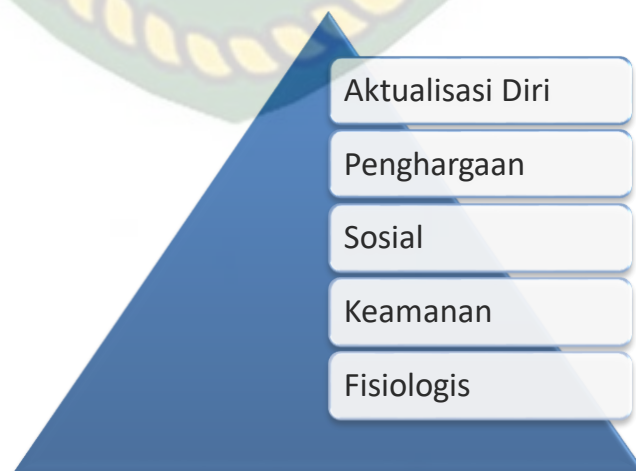 Aktualisasi Diri
Penghargaan
Sosial
Keamanan
Fisiologis